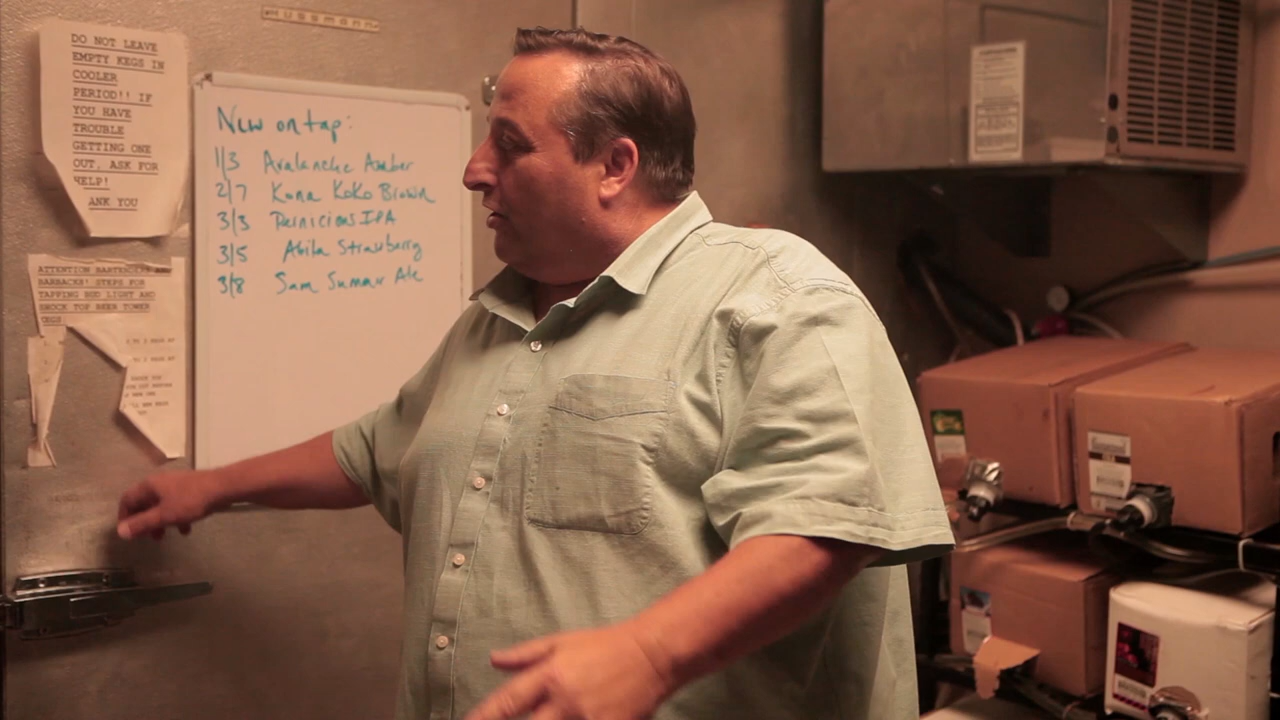 HUSSMANN
DO NOT LEAVE
EMPTY KEGS IN
COOLER
PERIOD!! IF
YOU HAVE
TROUBLE
GETTING ONE
OUT, ASK FOR
HELP!
ANK YOU
New on tap:
1/3 Avalanche Amber
2/7 Kona KoKo Brown
3/3 Pernicious IPA
3/5 Abita Strawberry
3/8 Sam Summer Ale
ATTENTION BARTENDERS AND
BARBACKS! STEPS FOR
TAPPING BUD LIGHT AND
SHOCK TOP BEER TOWER
KEGS